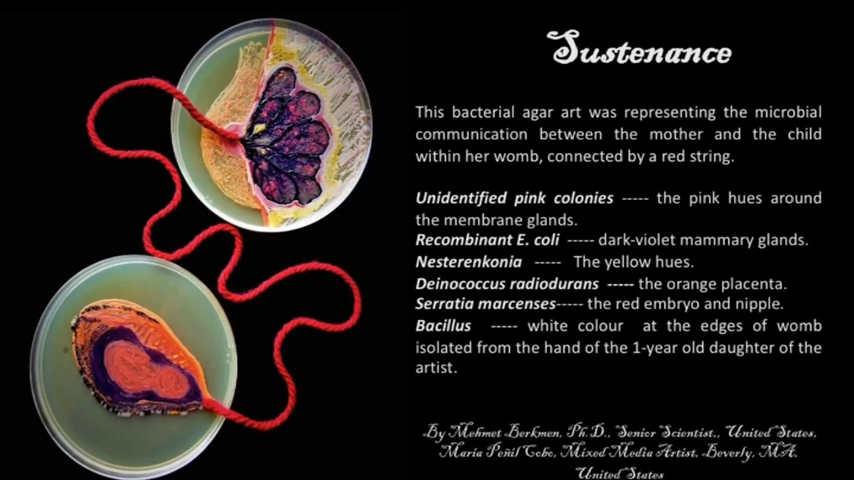 Sustenance
This bacterial agar art was representing the microbial
communication between the mother and the child
within her womb, connected by a red string.
Unidentified pink colonies ----- the pink hues around
the membrane glands.
Recombinant E. coli ----- dark-violet mammary glands.
Nesterenkonia ----- The yellow hues.
Deinococcus radiodurans ----- the orange placenta.
Serratia marcenses----- the red embryo and nipple.
Bacillus ----- white colour at the edges of womb
isolated from the hand of the 1-year old daughter of the
artist.
By Mehmet Berkmen, Ph.D., Senior Scientist,, United States,
Maria Peñil Cobo, Mixed Media Artist, Beverly, MA,
United States